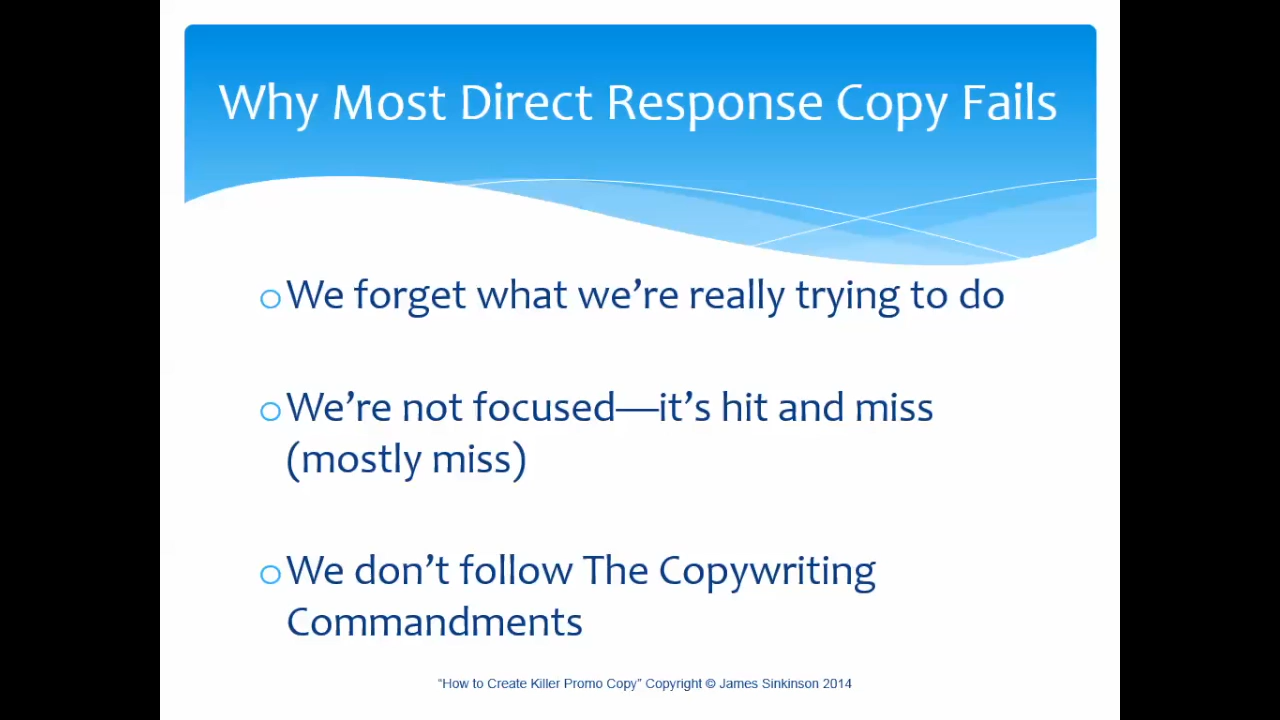 Why Most Direct Response Copy Fails
We forget what we’re really trying to do
We’re not focused—it’s hit and miss
(mostly miss)
We don’t follow The Copywriting
Commandments
“How to Create Killer Promo Copy” Copyright © James Sinkinson 2014